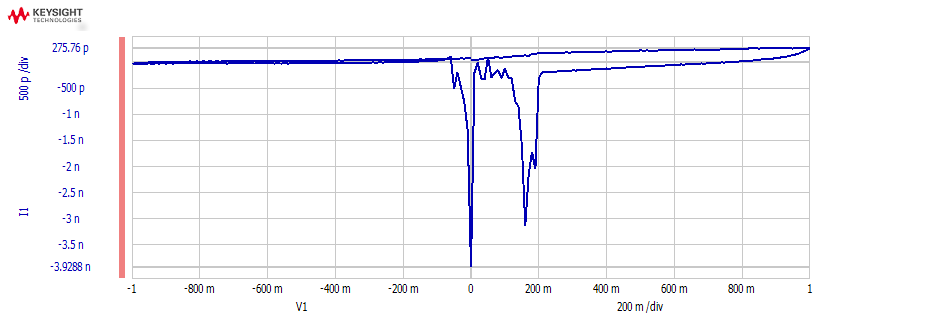 KEYSIGHT
TECHNOLOGIES
275.76 p
500 p /div
-500 p
-1 n
-1.5 n
-2 n
-2.5 n
I1
-3 n
-3.5 n
-3.9288 n
-1 -800 m -600 m -400 m -200 m 0 200 m 400 m 600 m 800 m 1
V1 200 m /div